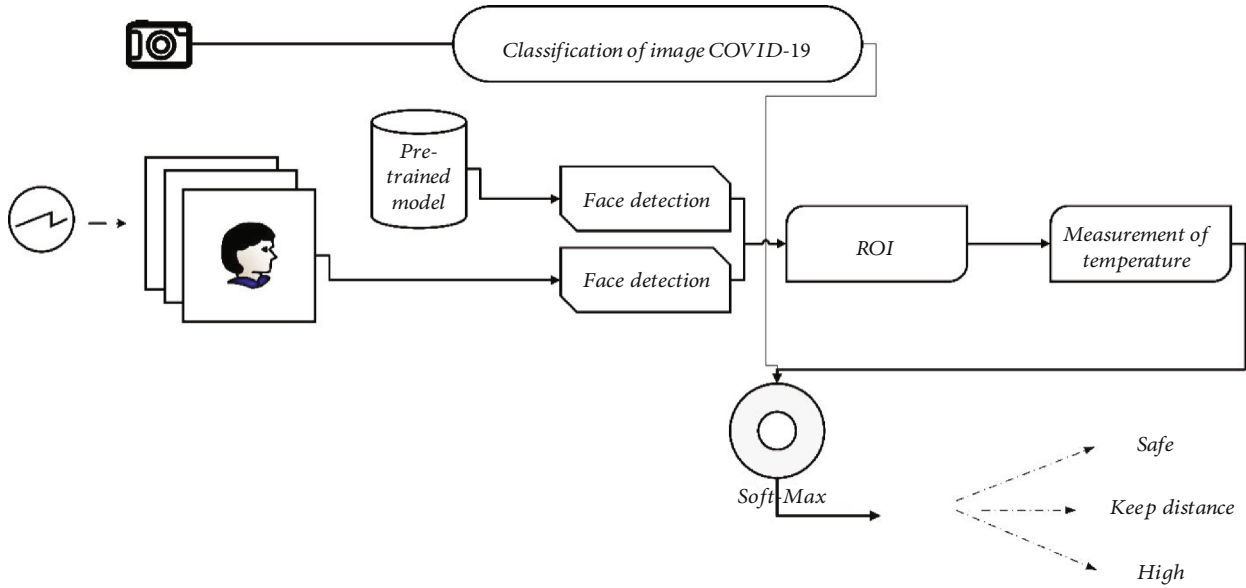 Classification of image COVID-19
Pre-
trained
model
Face detection
Face detection
ROI
Measurement of
temperature
Soft-Max
Safe
Keep distance
High